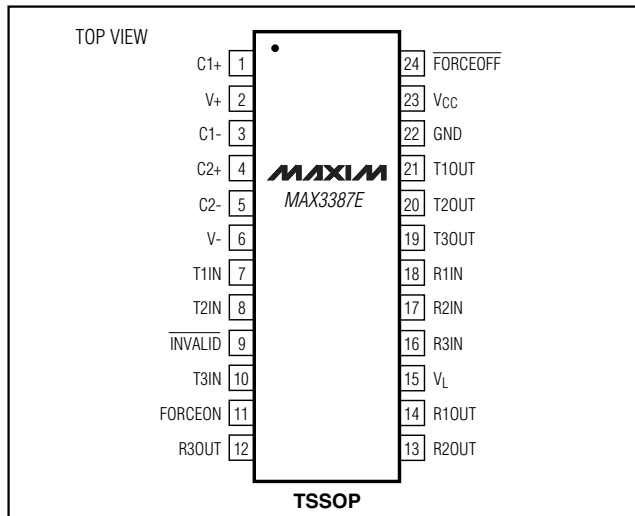 TOP VIEW
C1+ 1
V+ 2
C1- 3
C2+ 4
C2- 5
V- 6
T1IN 7
T2IN 8
INVALID 9
T3IN 10
FORCEON 11
R3OUT 12
MAXIM
MAX3387E
24 FORCEOFF
23 VCC
22 GND
21 T1OUT
20 T2OUT
19 T3OUT
18 R1IN
17 R2IN
16 R3IN
15 VL
14 R1OUT
13 R2OUT
TSSOP